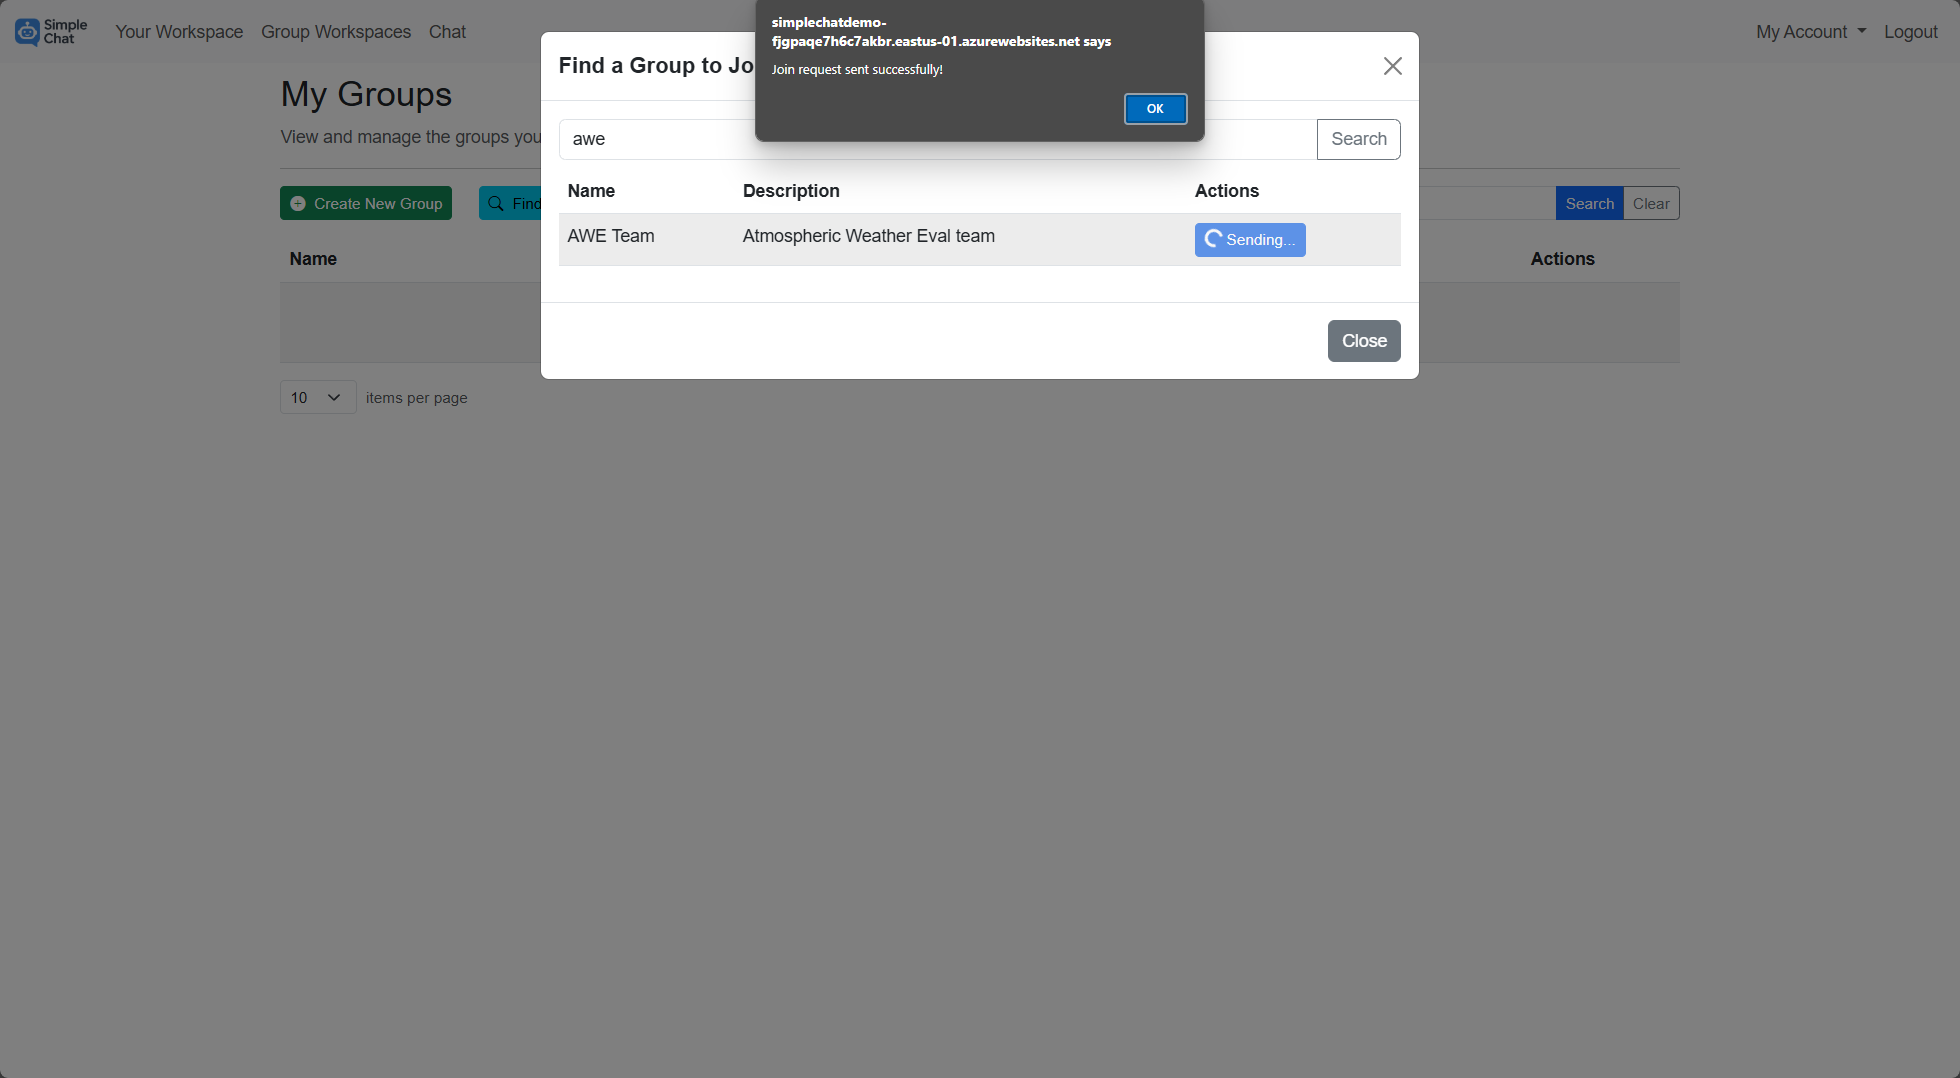 Simple
Chat
Your Workspace
Group Workspaces
Chat
My Account
Logout
simplechatdemo-
fjgpaqe7h6c7akbr.eastus-01.azurewebsites.net says
Join request sent successfully!
OK
Find a Group to Jo
awe
Search
Name
Description
Actions
AWE Team
Atmospheric Weather Eval team
Sending...
Close
My Groups
View and manage the groups you
Create New Group
Find
Search
Clear
Name
Actions
10
items per page